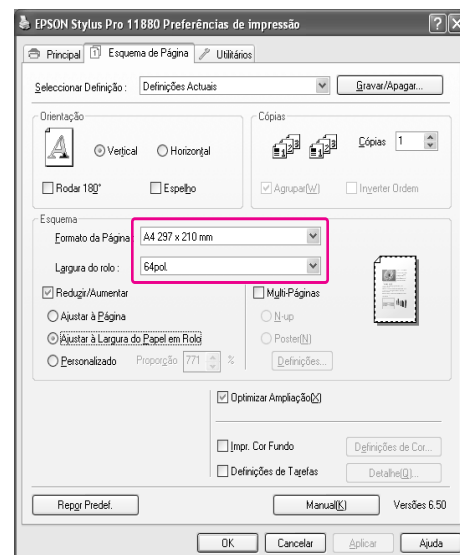 EPSON Stylus Pro 11880 Preferências de impressão
Principal Esquema de Página Utilitários
Seleccionar Definição : Definições Actuais Gravar/Apagar...
Orientação
Vertical Horizontal
Rodar 180° Espelho
Cópias
Cópias 1
Agrupar(W) Inverter Ordem
Esquema
Formato da Página : A4 297 x 210 mm
Largura do rolo : 64pol.
Reduzir/Aumentar Multi-Páginas
Ajustar à Página N-up
Ajustar à Largura do Papel em Rolo Poster(N)
Personalizado Proporção 771 % Definições...
Optimizar Ampliação(X)
Impr. Cor Fundo Definições de Cor...
Definições de Tarefas Detalhe(Q)...
Repor Predef. Manual(K) Versões 6.50
OK Cancelar Aplicar Ajuda